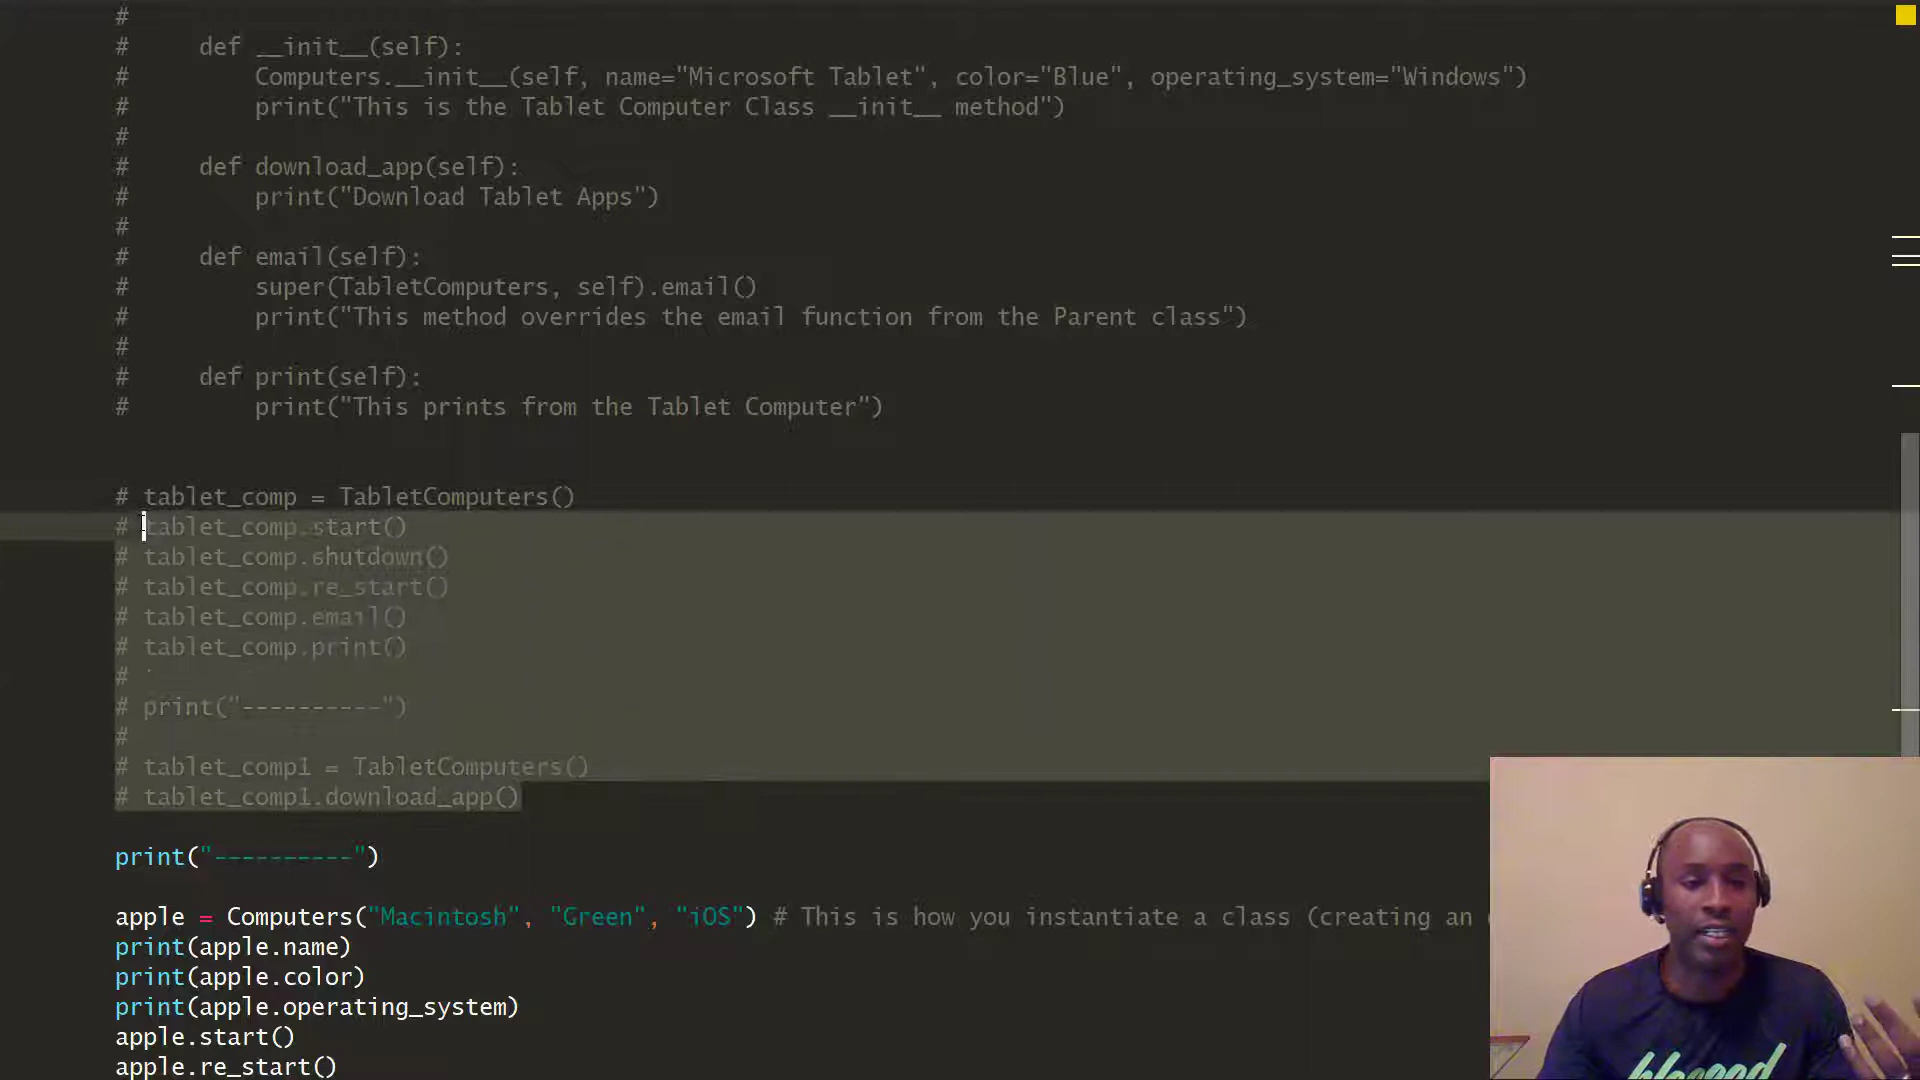 #
#     def __init__(self):
#         Computers.__init__(self, name="Microsoft Tablet", color="Blue", operating_system="Windows")
#         print("This is the Tablet Computer Class __init__ method")
#
#     def download_app(self):
#         print("Download Tablet Apps")
#
#     def email(self):
#         super(TabletComputers, self).email()
#         print("This method overrides the email function from the Parent class")
#
#     def print(self):
#         print("This prints from the Tablet Computer")
# tablet_comp = TabletComputers()
# tablet_comp.start()
# tablet_comp.shutdown()
# tablet_comp.re_start()
# tablet_comp.email()
# tablet_comp.print()
#
# print("----------")
#
# tablet_comp1 = TabletComputers()
# tablet_comp1.download_app()
print("----------")
apple = Computers("Macintosh", "Green", "iOS") # This is how you instantiate a class (creating an
print(apple.name)
print(apple.color)
print(apple.operating_system)
apple.start()
apple.re_start()